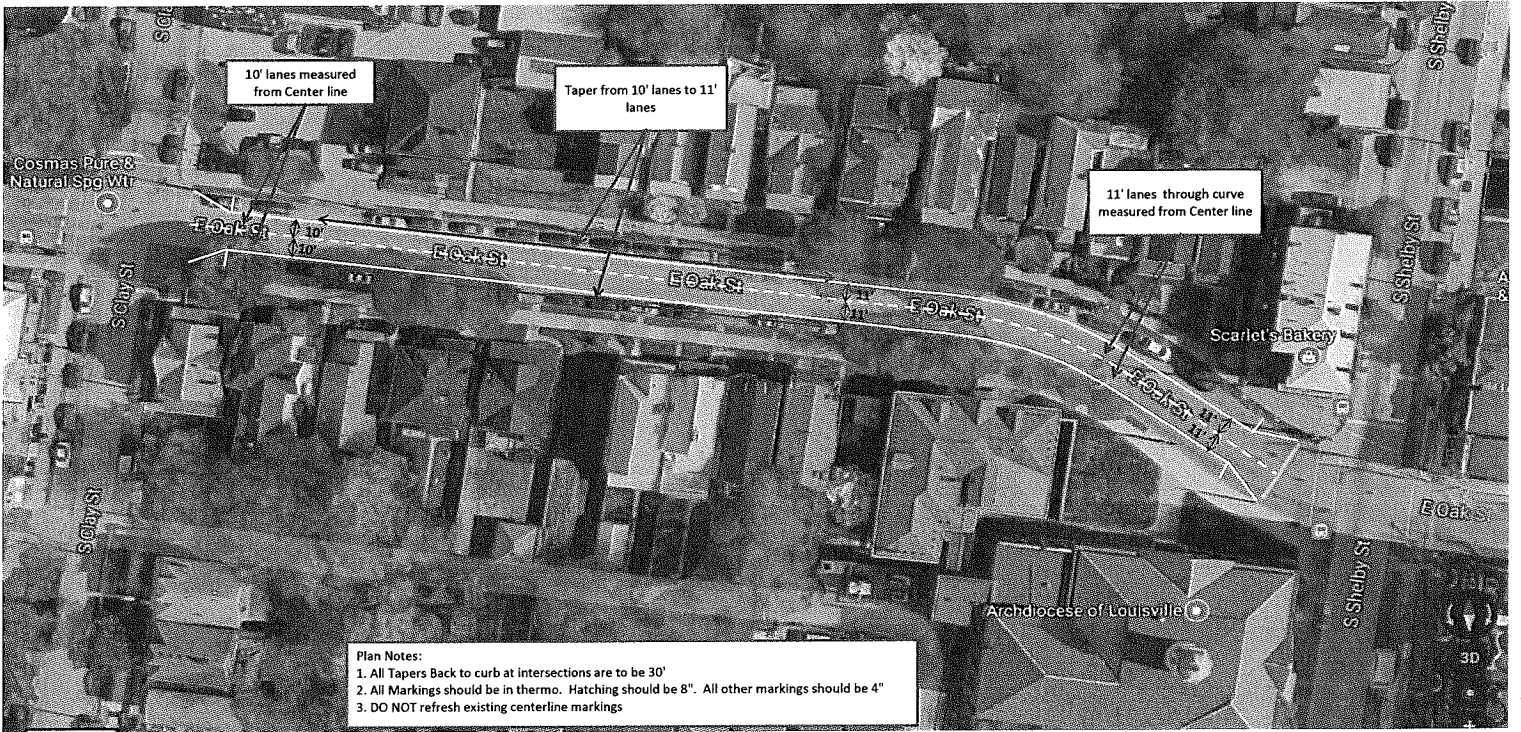 S Cla
S Shelby
10' lanes measured
from Center line
Taper from 10' lanes to 11'
lanes
Cosmas Pure &
Natural Spg Wtr
11' lanes through curve
measured from Center line
E Oak St
10'
10'
E Oak St
E Oak St
11'
11'
E Oak St
S Shelby St
A
&
S Clay St
Scarlet's Bakery
E Oak St
11'
11'
S Clay St
E Oak S
S Shelby St
Archdiocese of Louisville
3D
Plan Notes:
1. All Tapers Back to curb at intersections are to be 30'
2. All Markings should be in thermo. Hatching should be 8". All other markings should be 4"
3. DO NOT refresh existing centerline markings